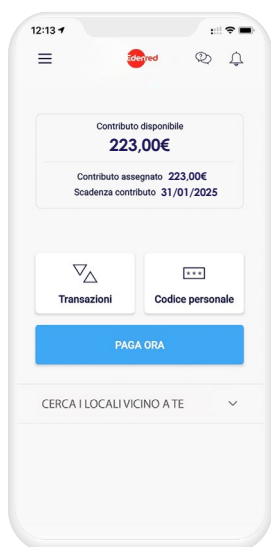 12:13
Edenred
Contributo disponibile
223,00€
Contributo assegnato 223,00€
Scadenza contributo 31/01/2025
***
Transazioni
Codice personale
PAGA ORA
CERCA I LOCALI VICINO A TE